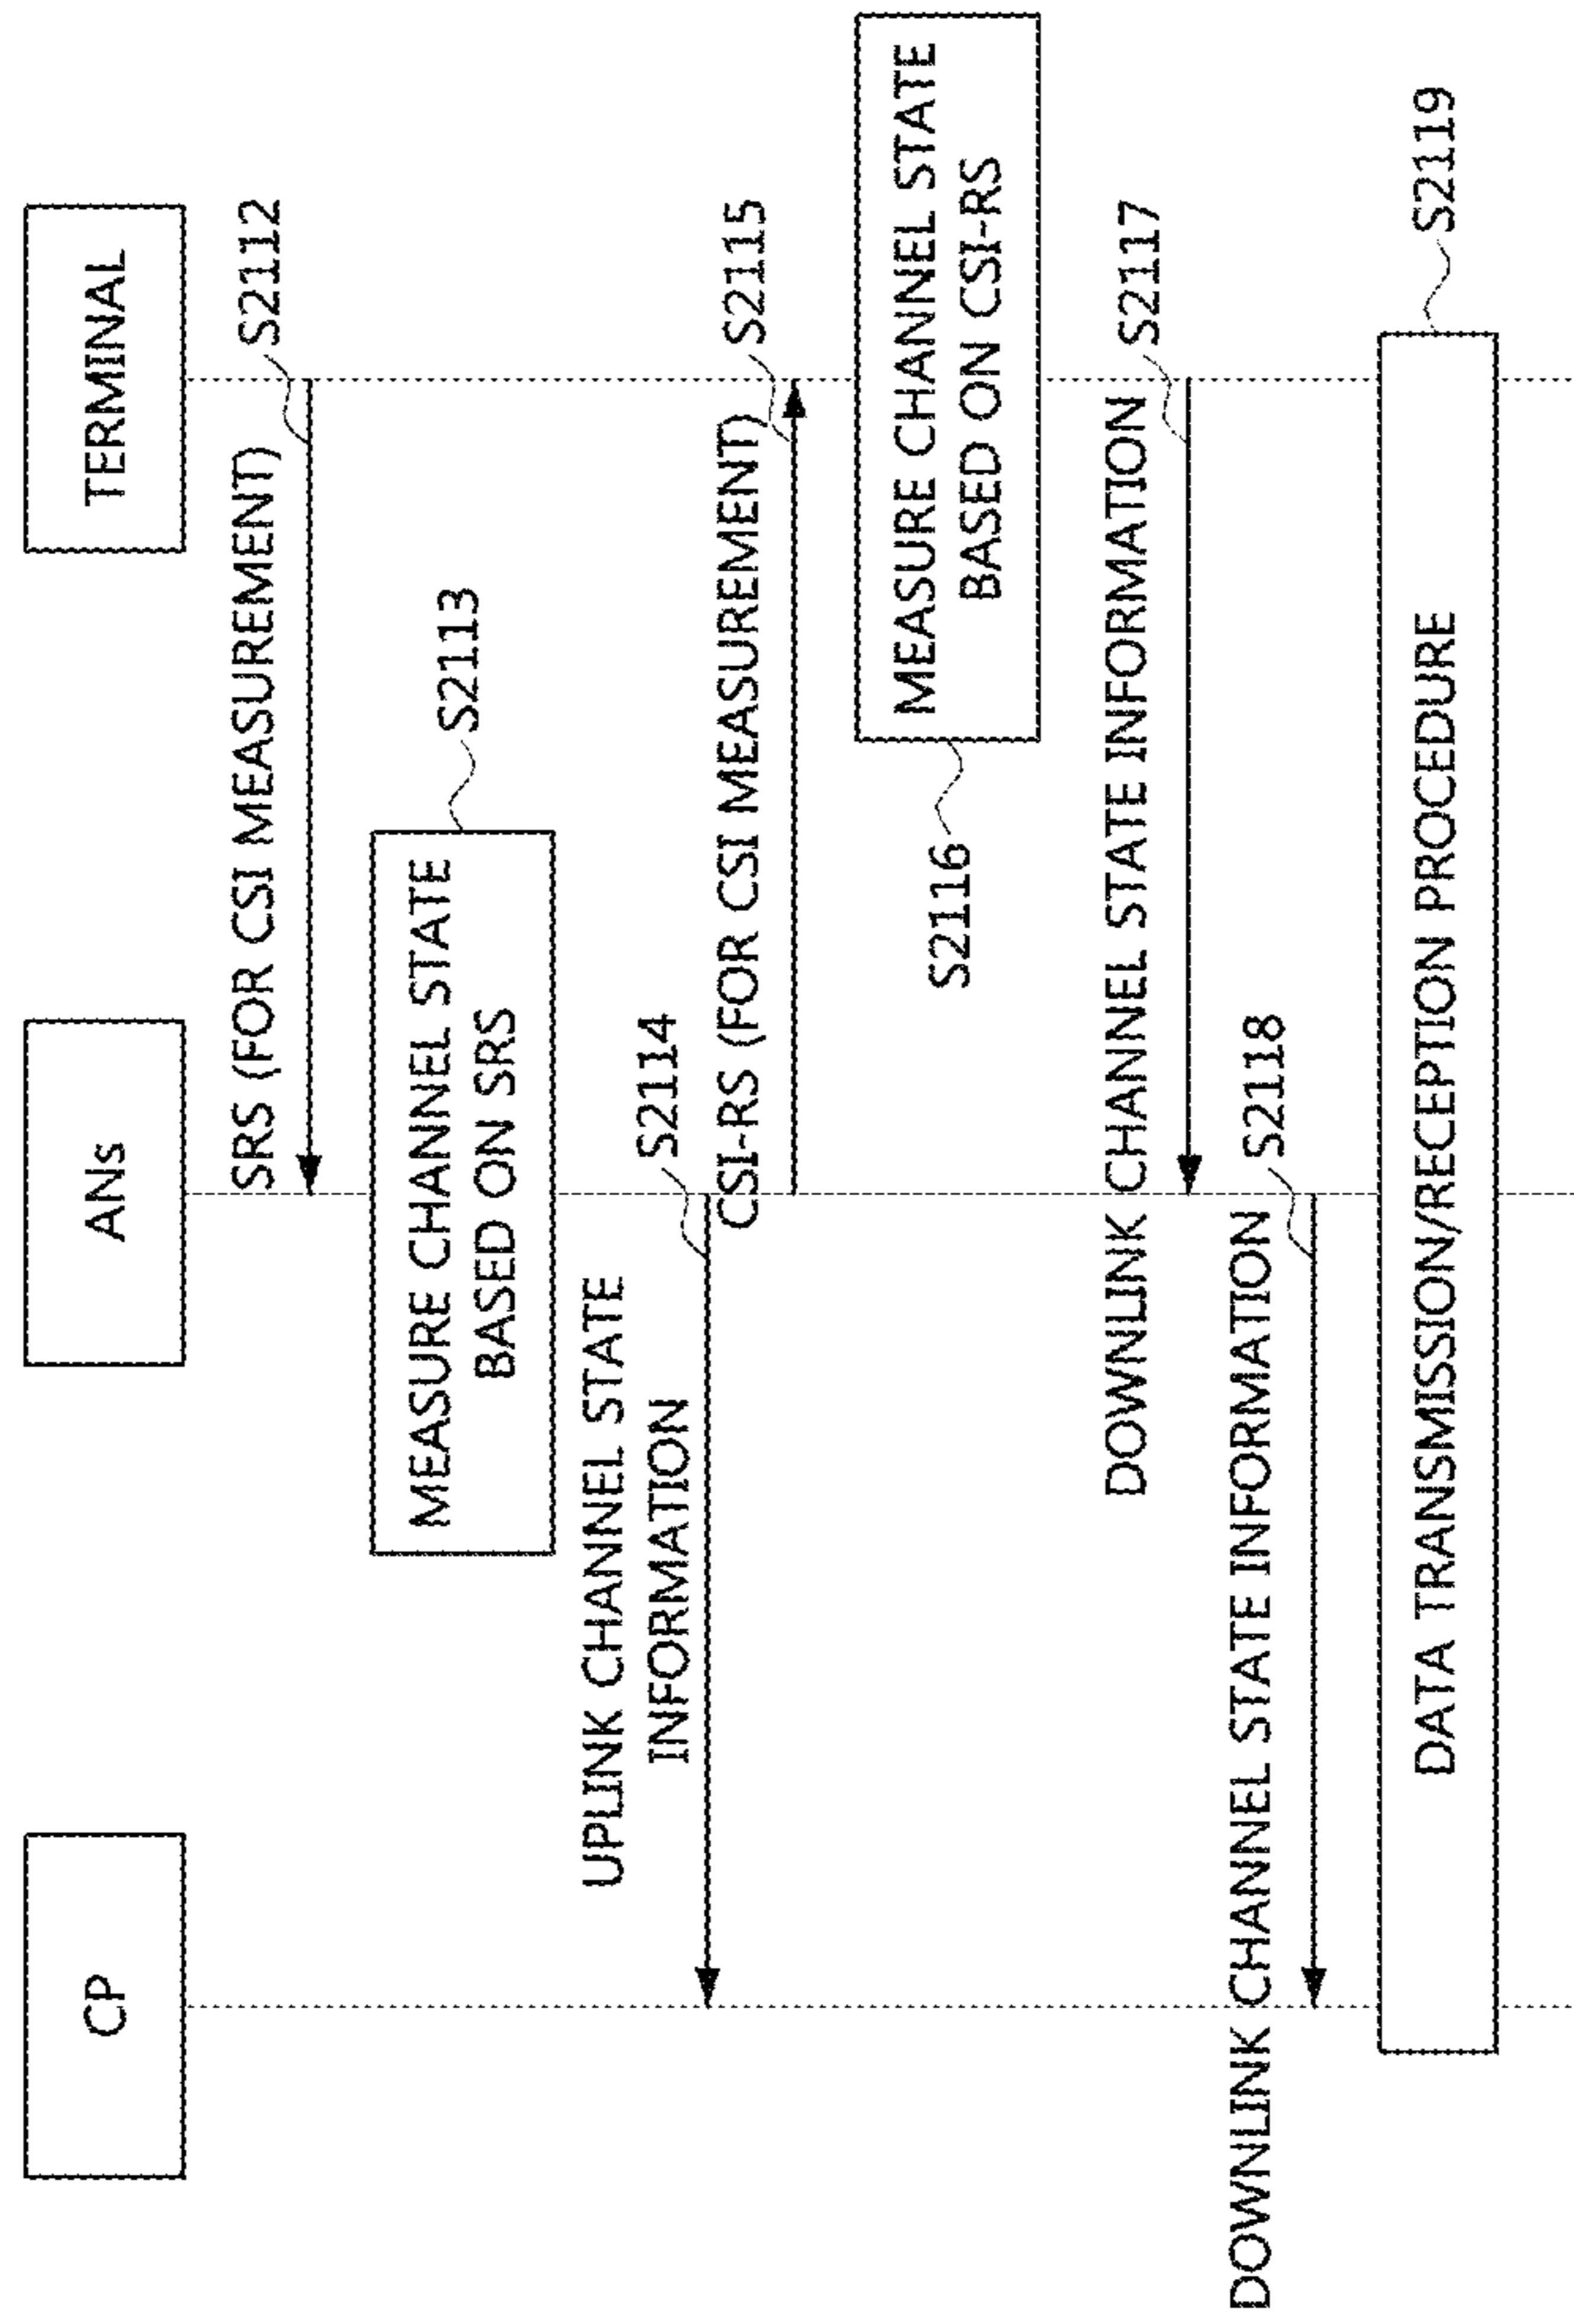 CP
ANs
TERMINAL
SRS (FOR CSI MEASUREMENT)
S2112
MEASURE CHANNEL STATE
BASED ON SRS
S2113
UPLINK CHANNEL STATE
INFORMATION
S2114
CSI-RS (FOR CSI MEASUREMENT)
S2115
MEASURE CHANNEL STATE
BASED ON CSI-RS
S2116
DOWNLINK CHANNEL STATE INFORMATION
S2117
DOWNLINK CHANNEL STATE INFORMATION
S2118
DATA TRANSMISSION/RECEPTION PROCEDURE
S2119